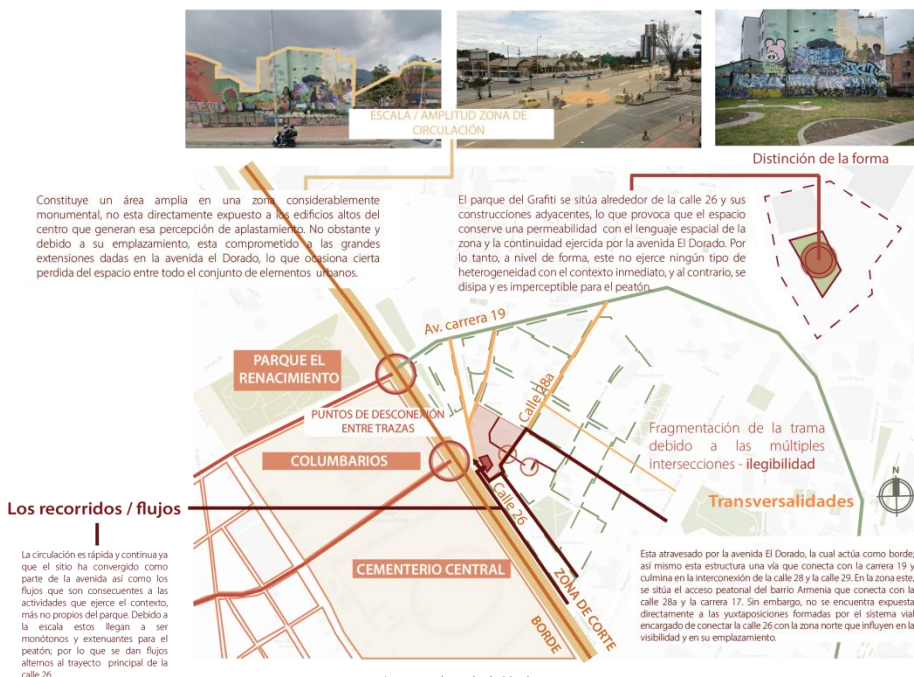 ESCALA / AMPLITUD ZONA DE
CIRCULACIÓN
Distinción de la forma
Constituye un área amplia en una zona considerablemente
monumental, no esta directamente expuesto a los edificios altos del
centro que generan esa percepción de aplastamiento. No obstante y
debido a su emplazamiento, esta comprometido a las grandes
extensiones dadas en la avenida el Dorado, lo que ocasiona cierta
perdida del espacio entre todo el conjunto de elementos urbanos.
El parque del Grafiti se sitúa alrededor de la calle 26 y sus
construcciones adyacentes, lo que provoca que el espacio
conserve una permeabilidad con el lenguaje espacial de la
zona y la continuidad ejercida por la avenida El Dorado. Por
lo tanto, a nivel de forma, este no ejerce ningún tipo de
heterogeneidad con el contexto inmediato, y al contrario, se
disipa y es imperceptible para el peatón.
Av. carrera 19
PARQUE EL
RENACIMIENTO
PUNTOS DE DESCONEXIÓN
ENTRE TRAZAS
COLUMBARIOS
Calle 28a
Fragmentación de la trama
debido a las múltiples
intersecciones - ilegibilidad
Transversalidades
N
Los recorridos / flujos
Calle 26
CEMENTERIO CENTRAL
ZONA DE CORTE
BORDE
La circulación es rápida y continua ya
que el sitio ha convergido como
parte de la avenida así como los
flujos que son consecuentes a las
actividades que ejerce el contexto,
más no propios del parque. Debido a
la escala estos llegan a ser
monótonos y extenuantes para el
peatón; por lo que se dan flujos
alternos al trayecto principal de la
calle 26.
Esta atravesado por la avenida El Dorado, la cual actúa como borde;
así mismo esta estructura una vía que conecta con la carrera 19 y
culmina en la interconexión de la calle 28 y la calle 29. En la zona este,
se sitúa el acceso peatonal del barrio Armenia que conecta con la
calle 28a y la carrera 17. Sin embargo, no se encuentra expuesta
directamente a las yuxtaposiciones formadas por el sistema vial
encargado de conectar la calle 26 con la zona norte que influyen en la
visibilidad y en su emplazamiento.